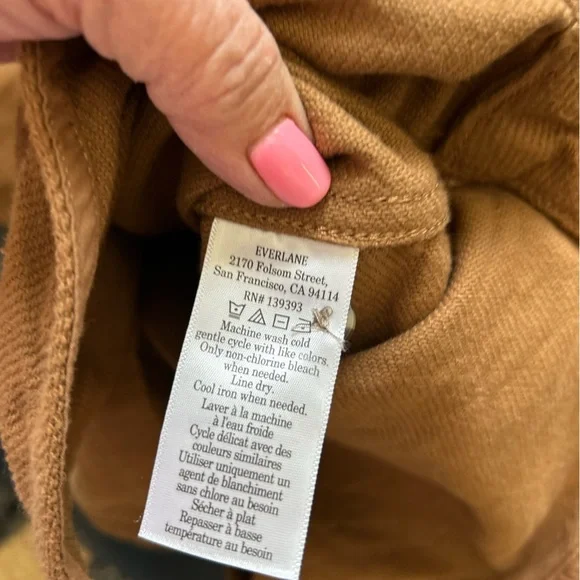 EVERLANE
2170 Folsom Street,
San Francisco, CA 94114
RN# 139393
Machine wash cold
gentle cycle with like colors.
Only non-chlorine bleach
when needed.
Line dry.
Cool iron when needed.
Laver à la machine
à l'eau froide
Cycle délicat avec des
couleurs similaires
Utiliser uniquement un
agent de blanchiment
sans chlore au besoin
Sécher à plat
Repasser à basse
température au besoin